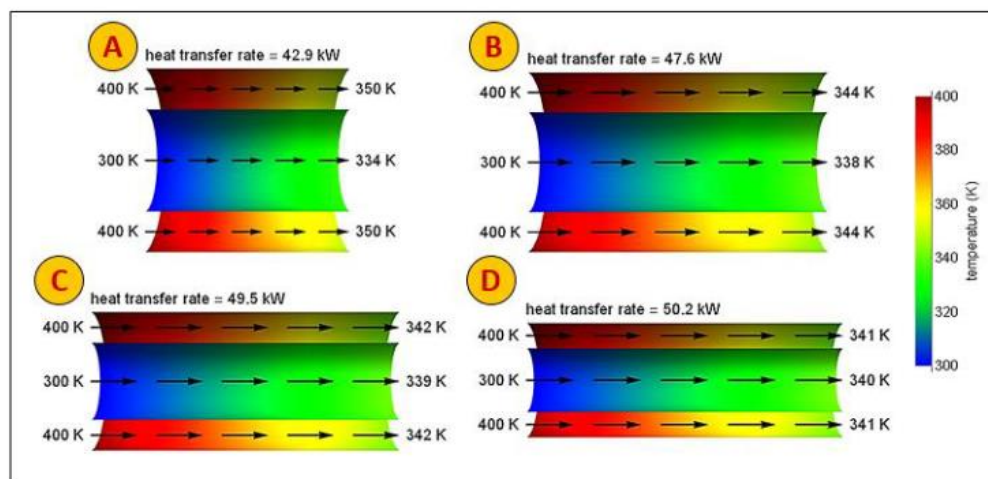 A
heat transfer rate = 42.9 kW
400 K
350 K
300 K
334 K
400 K
350 K
B
heat transfer rate = 47.6 kW
400 K
344 K
300 K
338 K
400 K
344 K
C
heat transfer rate = 49.5 kW
400 K
342 K
300 K
339 K
400 K
342 K
D
heat transfer rate = 50.2 kW
400 K
341 K
300 K
340 K
400 K
341 K
400
380
360
340
320
300
temperature (K)